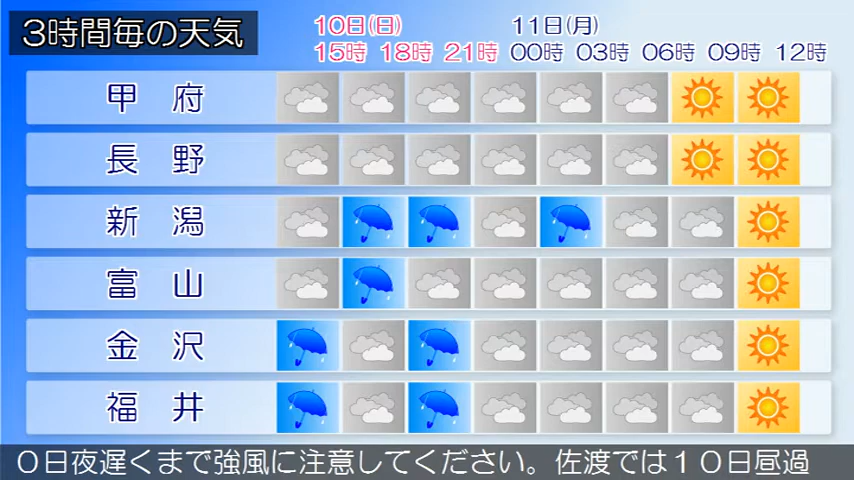 3時間毎の天気
10日(日) 11日(月)
15時 18時 21時 00時 03時 06時 09時 12時
甲 府
長 野
新 潟
富 山
金 沢
福 井
０日夜遅くまで強風に注意してください。佐渡では１０日昼過